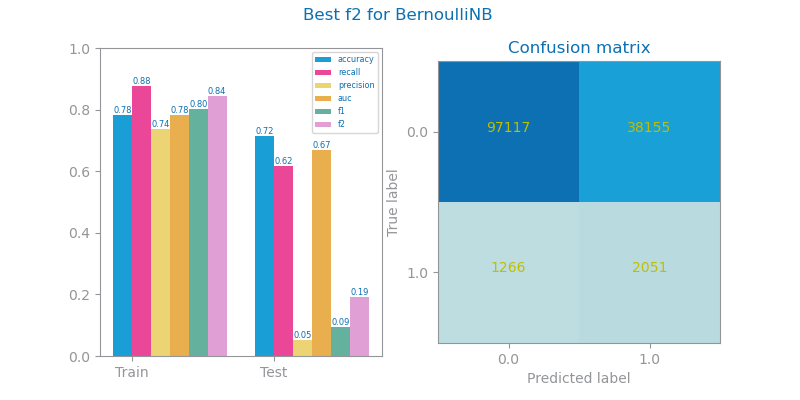 Best f2 for BernoulliNB
1.0
0.8
0.6
0.4
0.2
0.0
0.78
0.88
0.74
0.78
0.80
0.84
0.72
0.62
0.05
0.67
0.09
0.19
Train
Test
accuracy
recall
precision
auc
f1
f2
Confusion matrix
True label
0.0
1.0
97117
38155
1266
2051
0.0
1.0
Predicted label